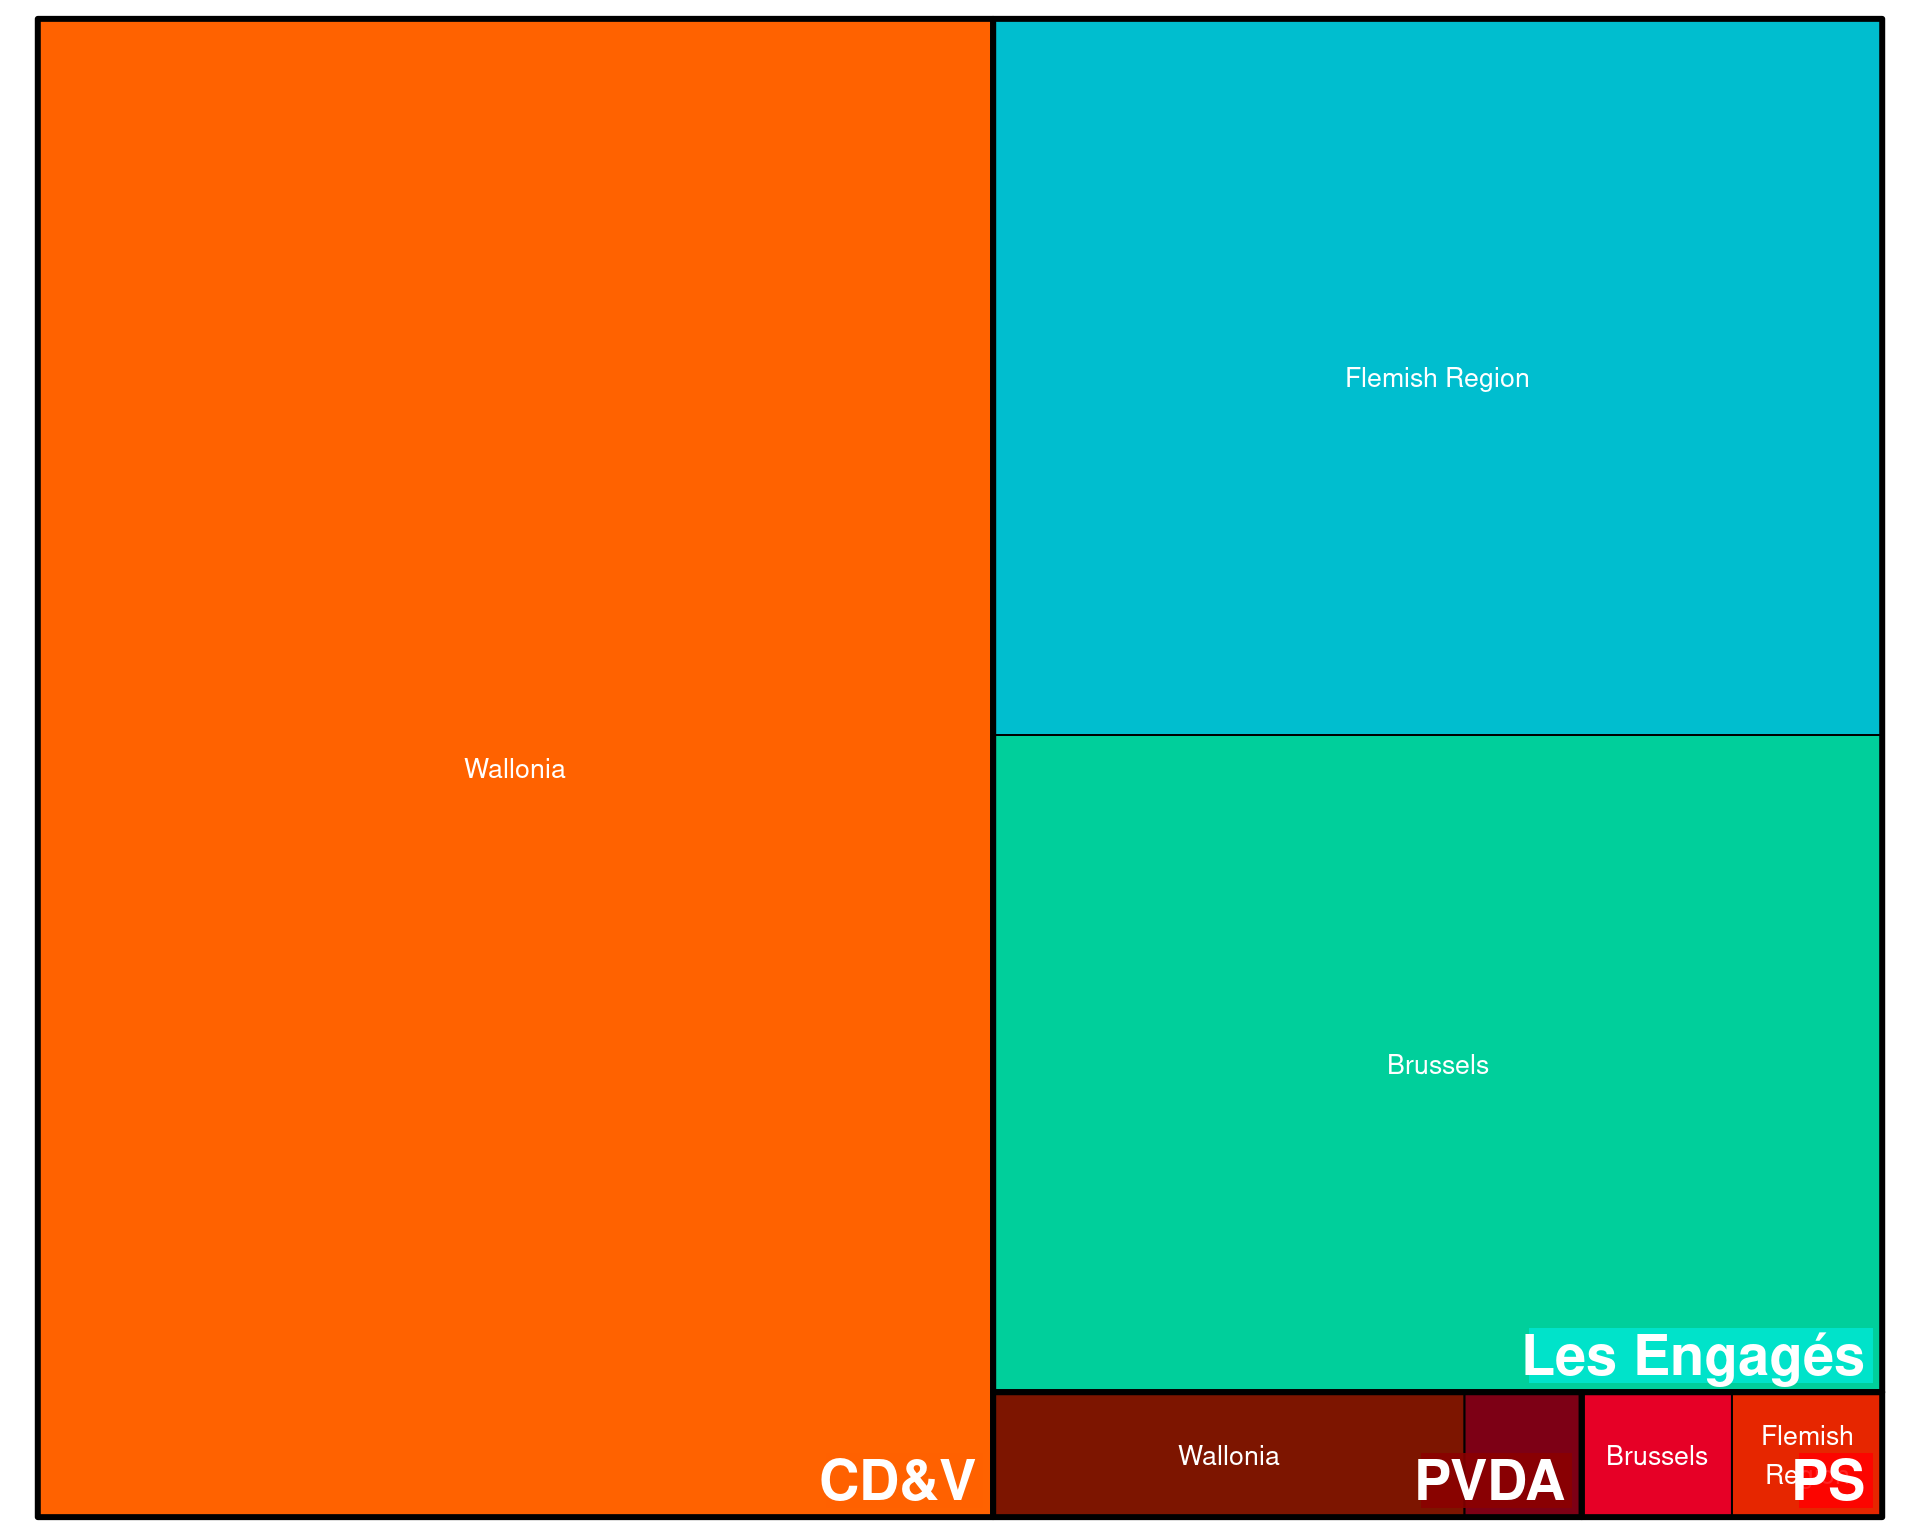 Wallonia
CD&V
Flemish Region
Brussels
Les Engagés
Wallonia
PVDA
Brussels
Flemish
PS